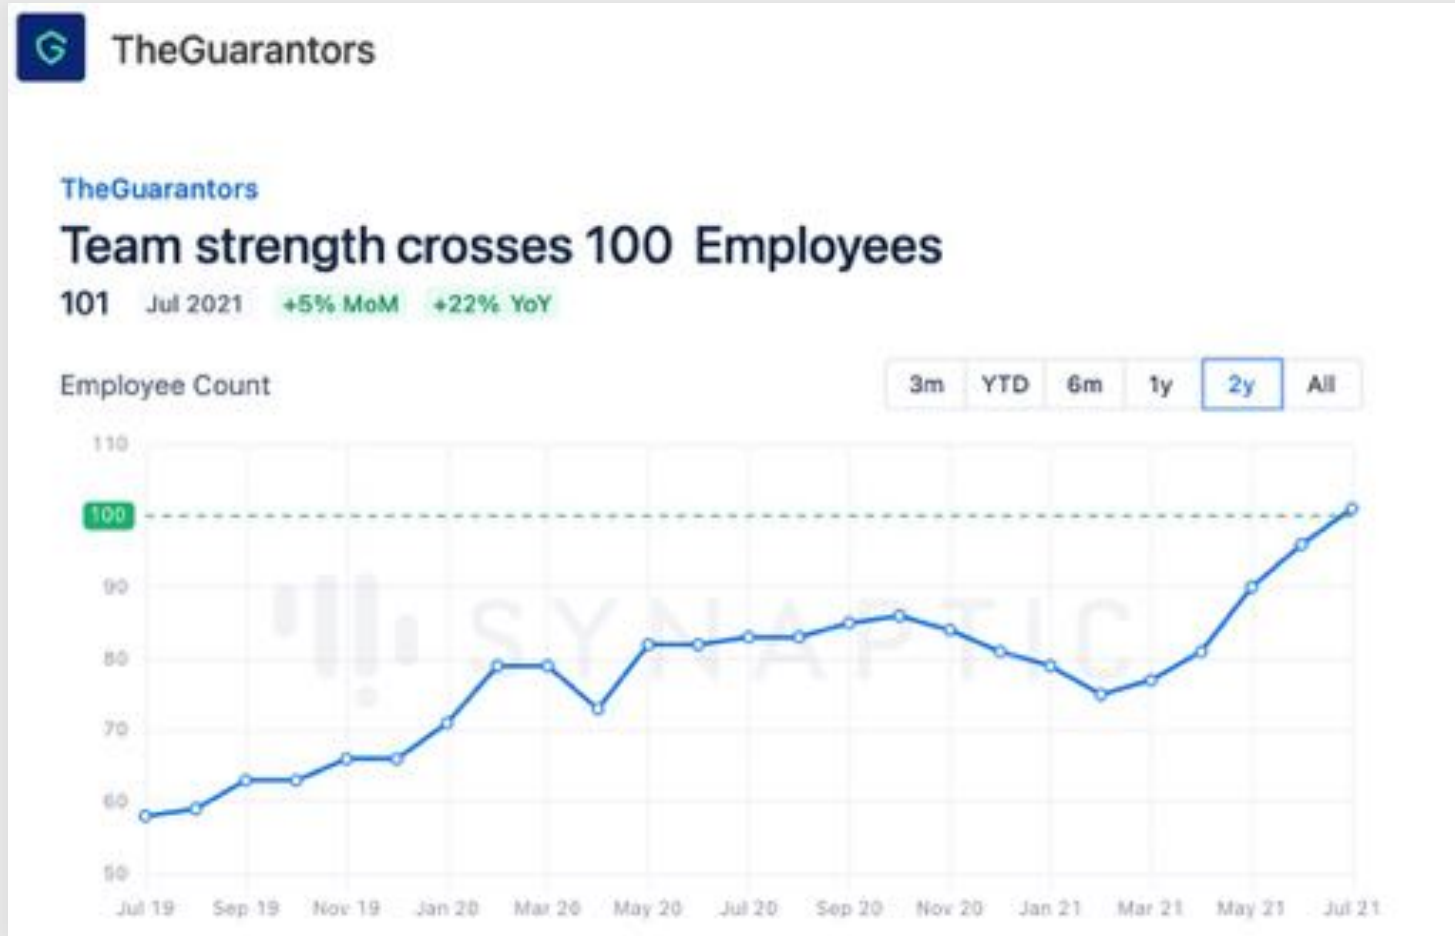 TheGuarantors
TheGuarantors
Team strength crosses 100 Employees
101 Jul 2021 +5% MoM +22% YoY
Employee Count 3m YTD 6m 1y 2y All
110
100
90
SYNAPTIC
80
70
60
50
Jul 19 Sep 19 Nov 19 Jan 20 Mar 20 May 20 Jul 20 Sep 20 Nov 20 Jan 21 Mar 21 May 21 Jul 21